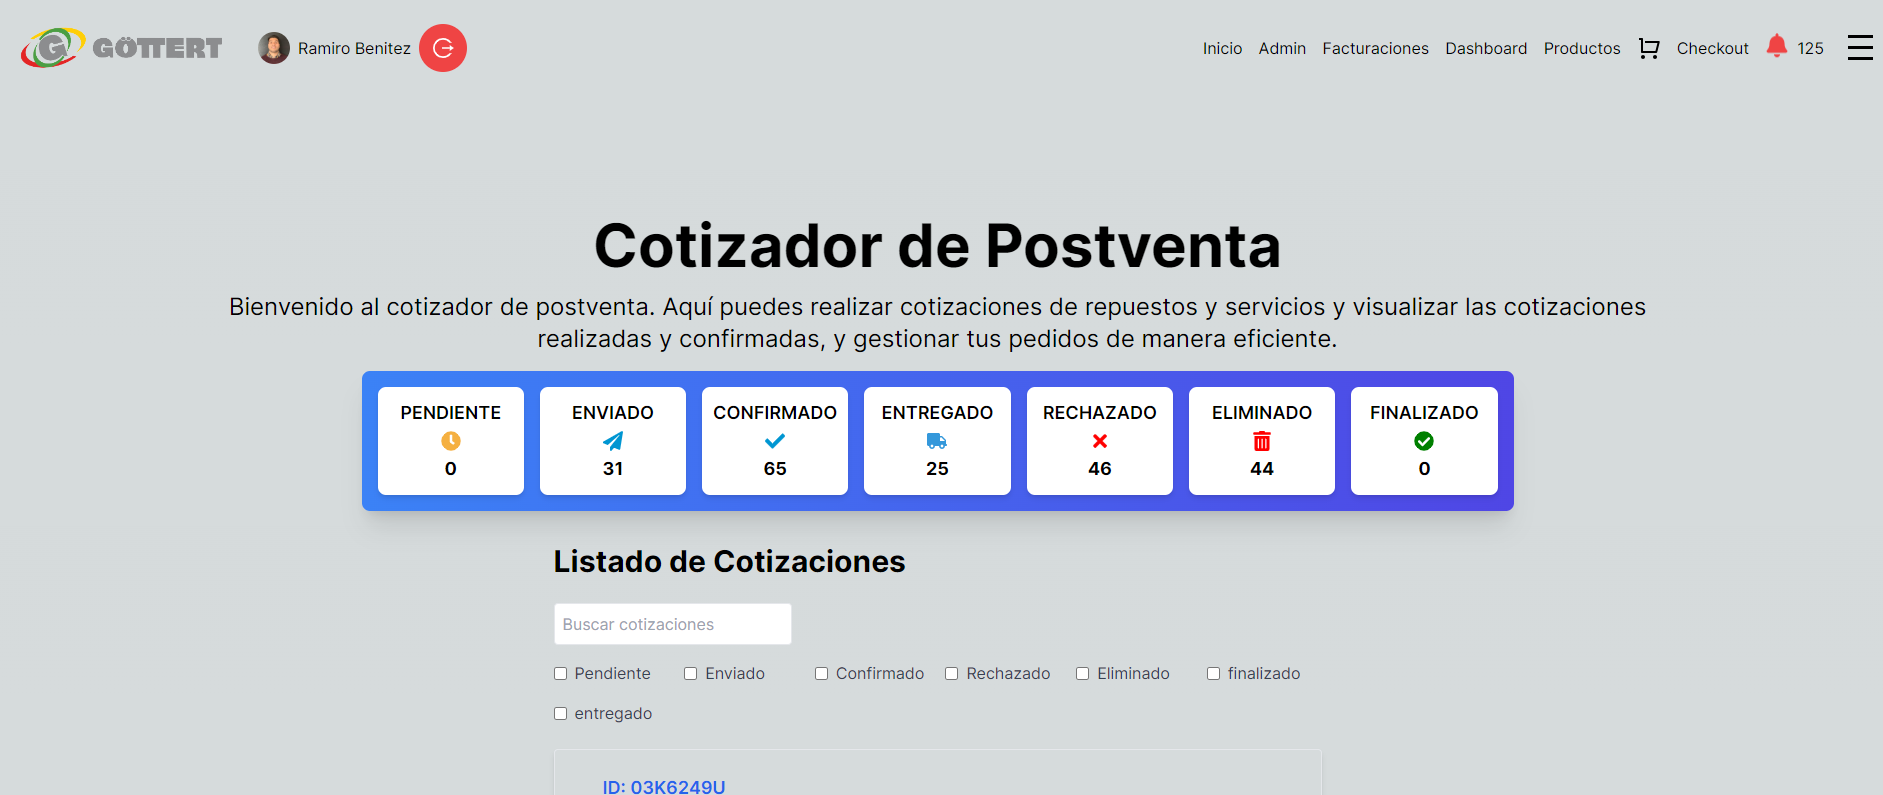 GÖTTERT
Ramiro Benitez
Inicio Admin Facturaciones Dashboard Productos Checkout 125
Cotizador de Postventa
Bienvenido al cotizador de postventa. Aquí puedes realizar cotizaciones de repuestos y servicios y visualizar las cotizaciones
realizadas y confirmadas, y gestionar tus pedidos de manera eficiente.
PENDIENTE ENVIADO CONFIRMADO ENTREGADO RECHAZADO ELIMINADO FINALIZADO
0 31 65 25 46 44 0
Listado de Cotizaciones
Buscar cotizaciones
Pendiente Enviado Confirmado Rechazado Eliminado finalizado
entregado
ID: 03K6249U